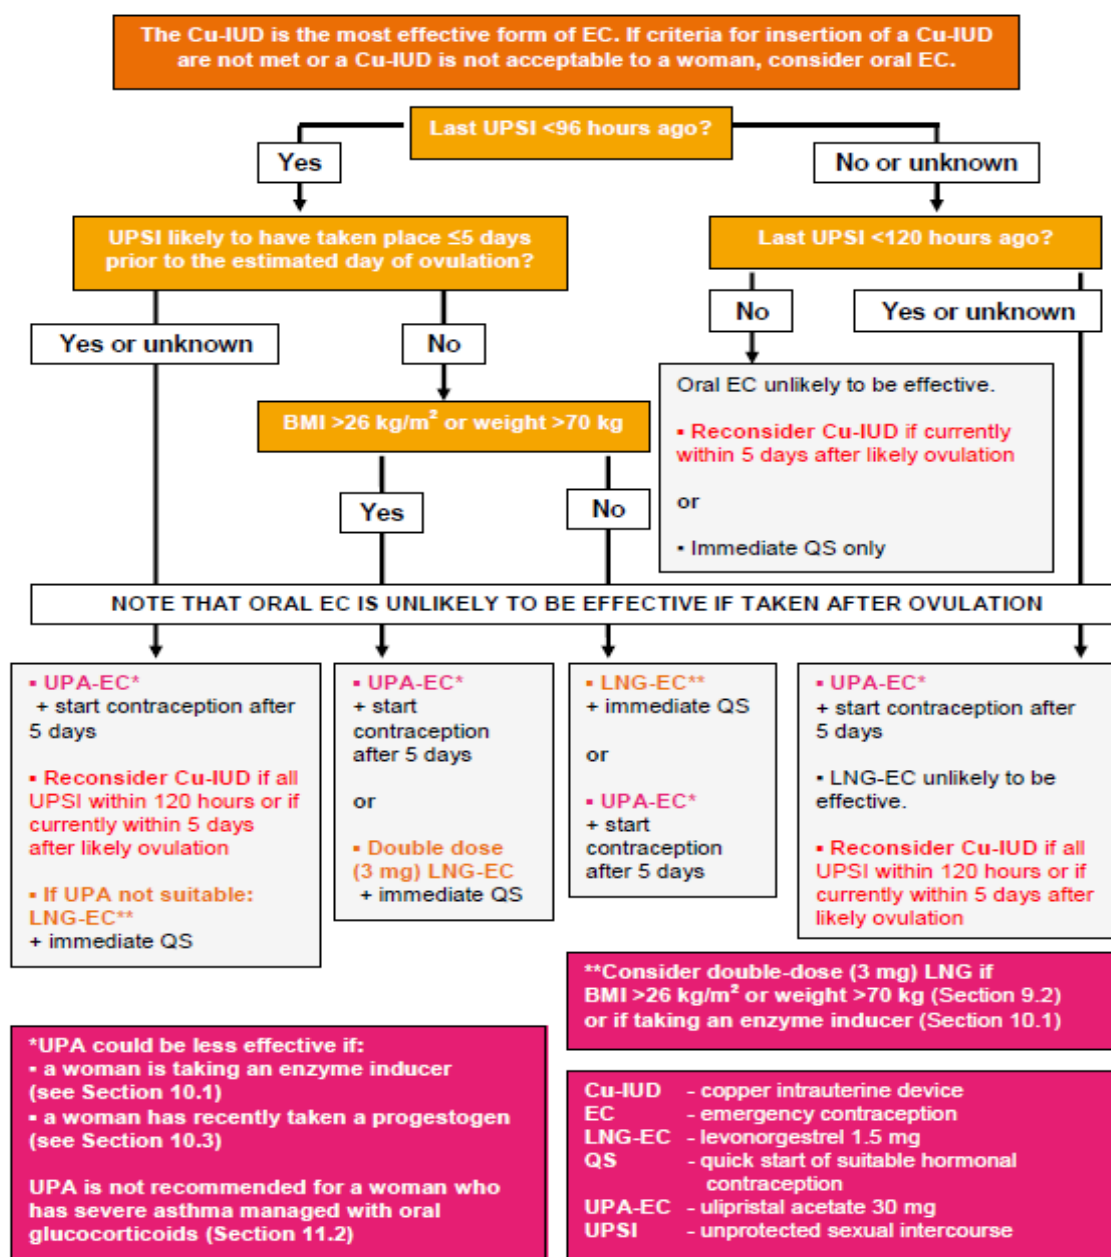 The Cu-IUD is the most effective form of EC. If criteria for insertion of a Cu-IUD
are not met or a Cu-IUD is not acceptable to a woman, consider oral EC.
Last UPSI <96 hours ago?
Yes
No or unknown
UPSI likely to have taken place ≤5 days
prior to the estimated day of ovulation?
Last UPSI <120 hours ago?
Yes or unknown
No
No
Yes or unknown
BMI >26 kg/m² or weight >70 kg
Oral EC unlikely to be effective.
▪ Reconsider Cu-IUD if currently
within 5 days after likely ovulation
or
▪ Immediate QS only
Yes
No
NOTE THAT ORAL EC IS UNLIKELY TO BE EFFECTIVE IF TAKEN AFTER OVULATION
▪ UPA-EC*
+ start contraception after
5 days
▪ Reconsider Cu-IUD if all
UPSI within 120 hours or if
currently within 5 days
after likely ovulation
▪ If UPA not suitable:
LNG-EC**
+ immediate QS
▪ UPA-EC*
+ start
contraception
after 5 days
or
▪ Double dose
(3 mg) LNG-EC
+ immediate QS
▪ LNG-EC**
+ immediate QS
or
▪ UPA-EC*
+ start
contraception
after 5 days
▪ UPA-EC*
+ start contraception after
5 days
▪ LNG-EC unlikely to be
effective.
▪ Reconsider Cu-IUD if all
UPSI within 120 hours or if
currently within 5 days after
likely ovulation
**Consider double-dose (3 mg) LNG if
BMI >26 kg/m² or weight >70 kg (Section 9.2)
or if taking an enzyme inducer (Section 10.1)
*UPA could be less effective if:
▪ a woman is taking an enzyme inducer
(see Section 10.1)
▪ a woman has recently taken a progestogen
(see Section 10.3)
UPA is not recommended for a woman who
has severe asthma managed with oral
glucocorticoids (Section 11.2)
Cu-IUD - copper intrauterine device
EC - emergency contraception
LNG-EC - levonorgestrel 1.5 mg
QS - quick start of suitable hormonal
contraception
UPA-EC - ulipristal acetate 30 mg
UPSI - unprotected sexual intercourse